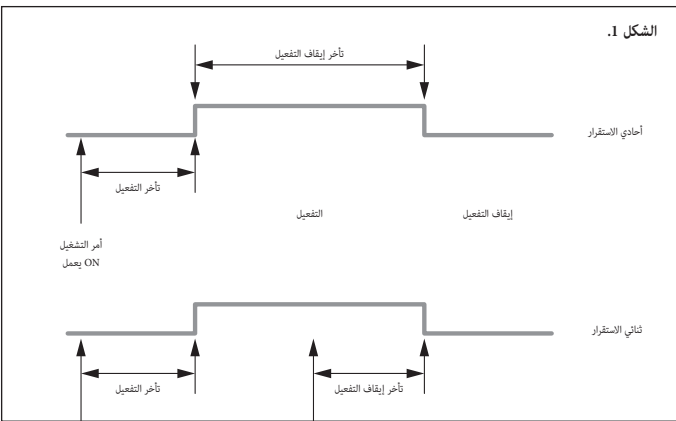 الشكل 1.
تأخر إيقاف التفعيل
أحادي الاستقرار
تأخر التفعيل
إيقاف التفعيل
التفعيل
أمر التشغيل
ON يعمل
ثنائي الاستقرار
تأخر إيقاف التفعيل
تأخر التفعيل